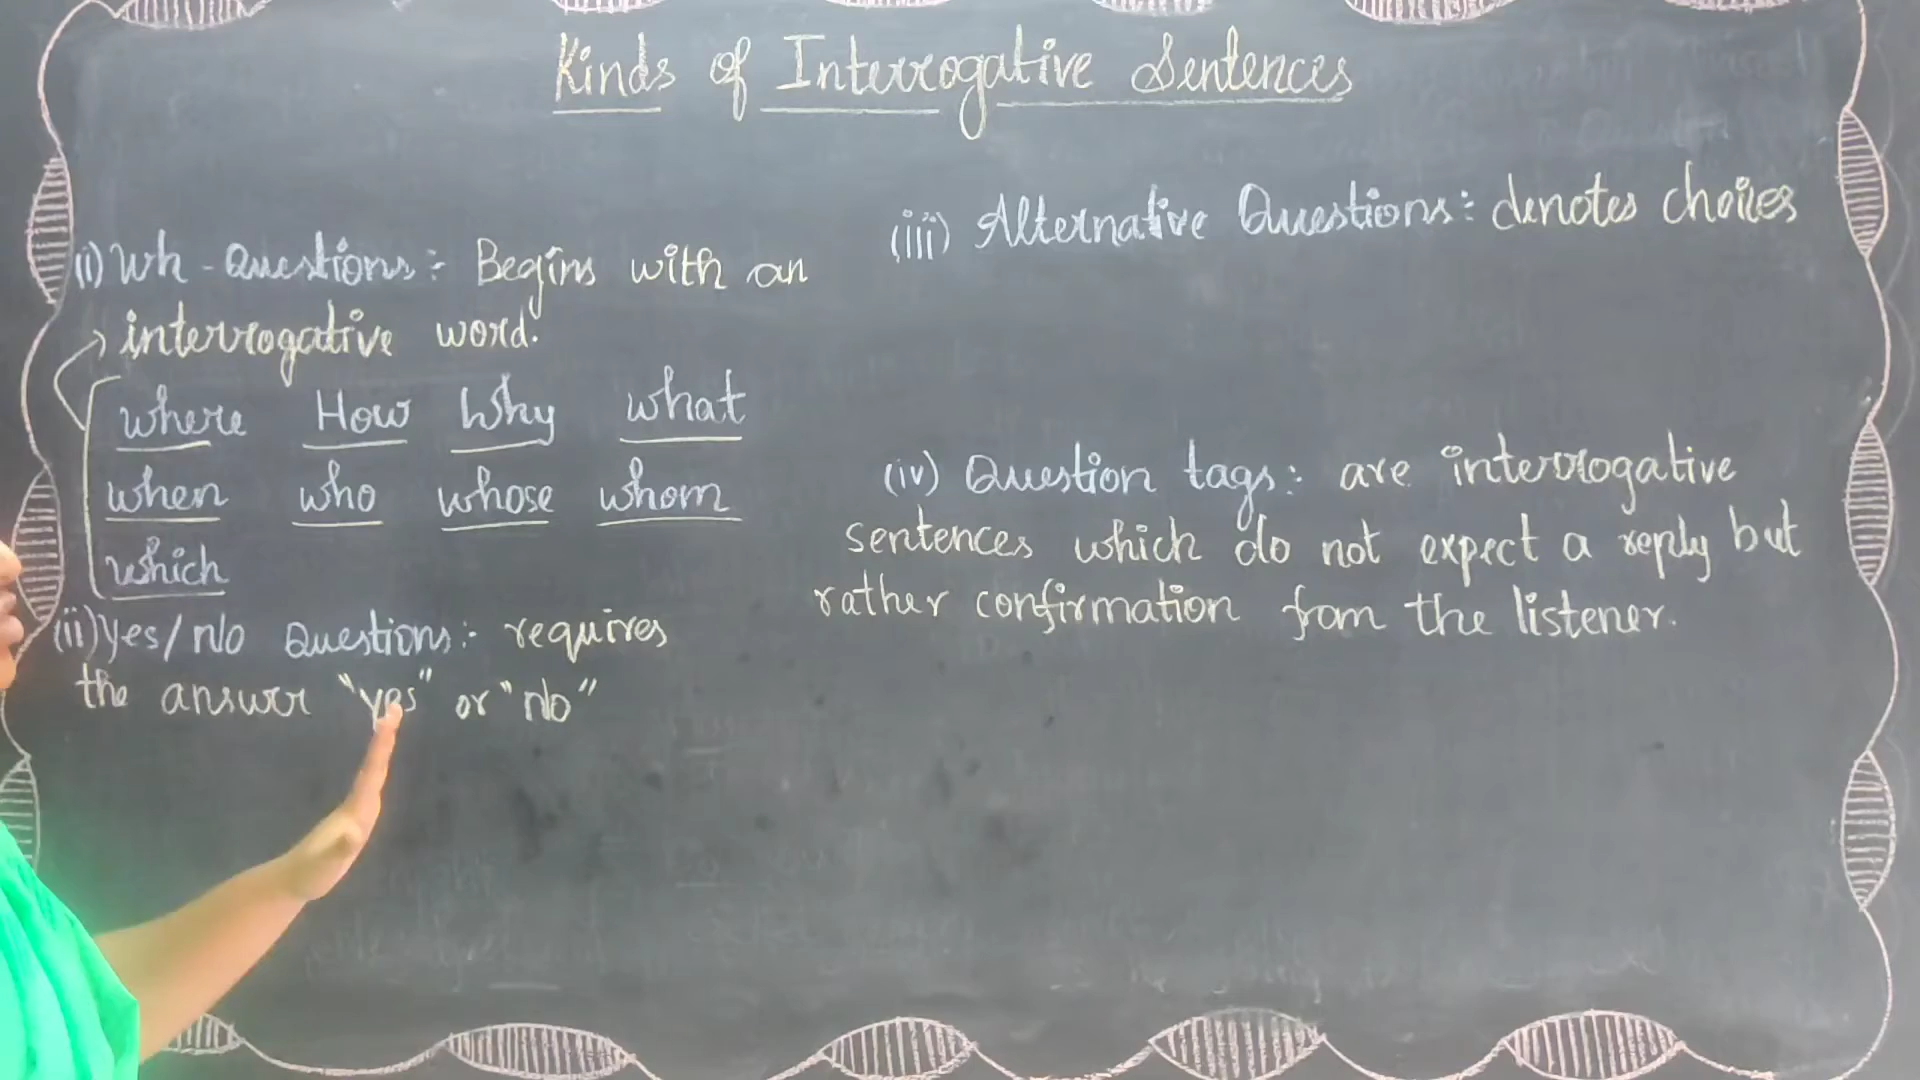 Kinds of Interrogative Sentences
(i) Wh - Questions :- Begins with an
interrogative word.
where How Why what
when who whose whom
which
(ii) Yes/No Questions :- requires
the answer "yes" or "No"
(iii) Alternative Questions : denotes choices
(iv) Question tags : are interrogative
sentences which do not expect a reply but
rather confirmation from the listener.